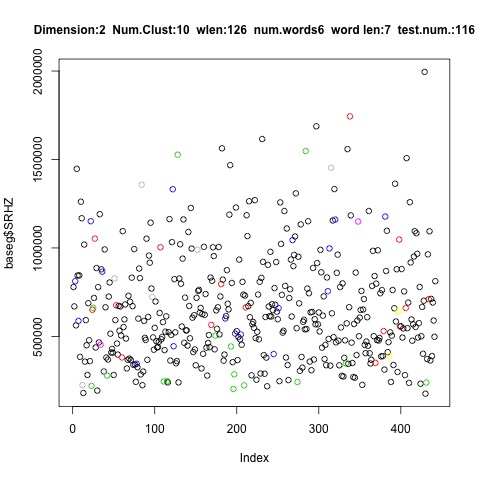 Dimension:2 Num.Clust:10 wlen:126 num.words6 word len:7 test.num.:116
2000000
1500000
1000000
500000
baseg$SRHZ
0 100 200 300 400
Index